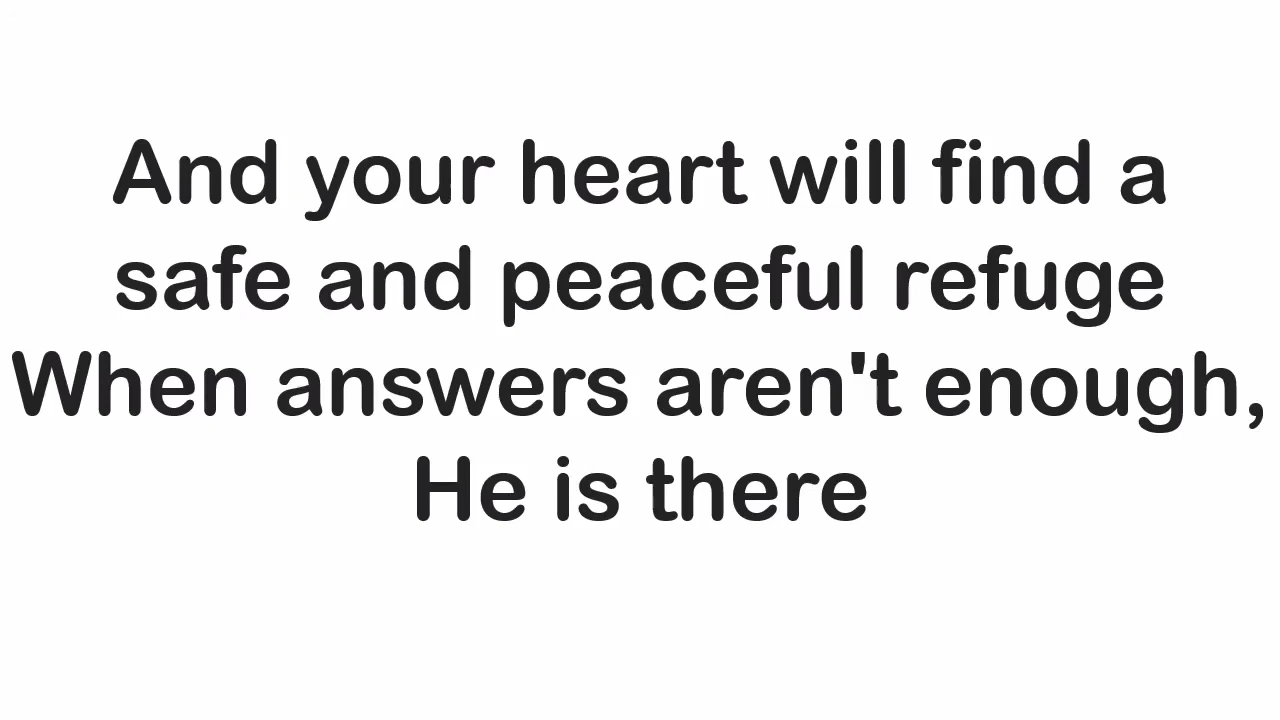 And your heart will find a
safe and peaceful refuge
When answers aren't enough,
He is there